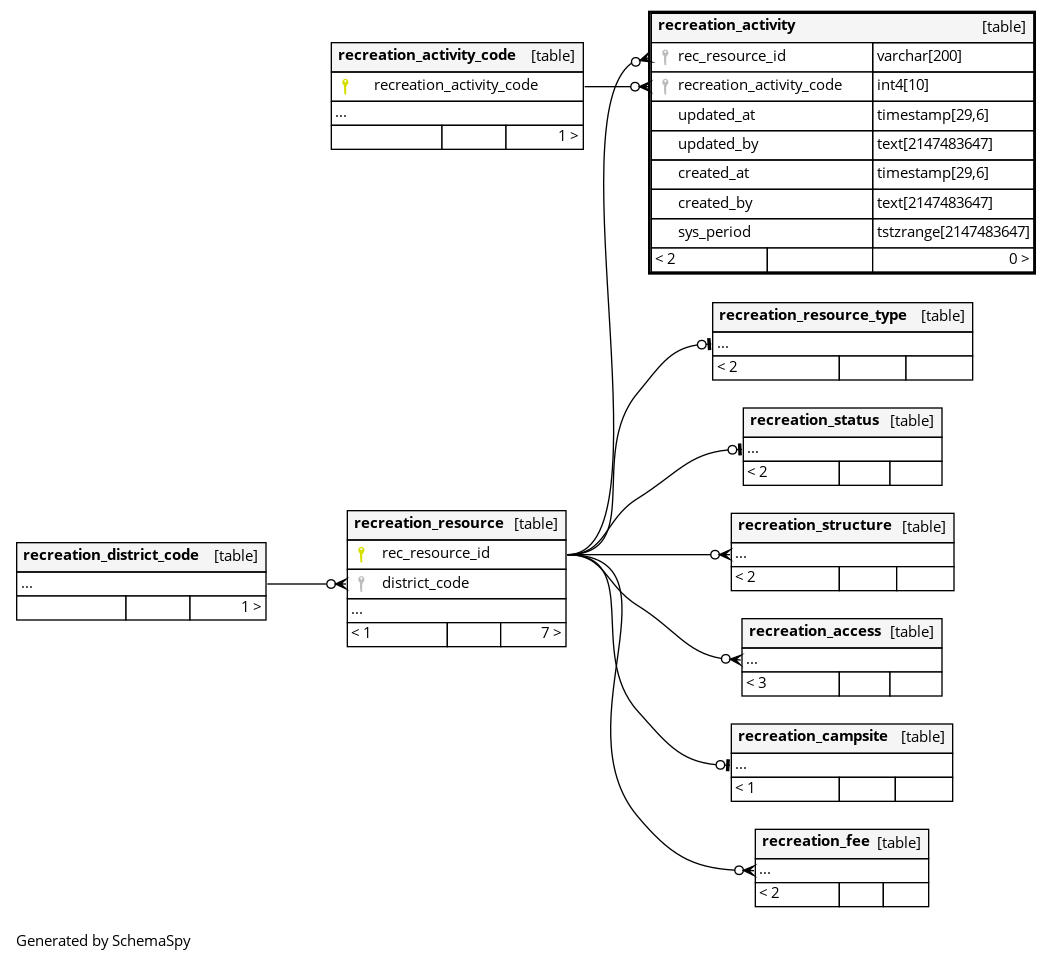 recreation_activity [table]
rec_resource_id varchar[200]
recreation_activity_code int4[10]
updated_at timestamp[29,6]
updated_by text[2147483647]
created_at timestamp[29,6]
created_by text[2147483647]
sys_period tstzrange[2147483647]
< 2 0 >
recreation_activity_code [table]
recreation_activity_code
...
1 >
recreation_resource_type [table]
...
< 2
recreation_status [table]
...
< 2
recreation_district_code [table]
...
1 >
recreation_resource [table]
rec_resource_id
district_code
...
< 1 7 >
recreation_structure [table]
...
< 2
recreation_access [table]
...
< 3
recreation_campsite [table]
...
< 1
recreation_fee [table]
...
< 2
Generated by SchemaSpy